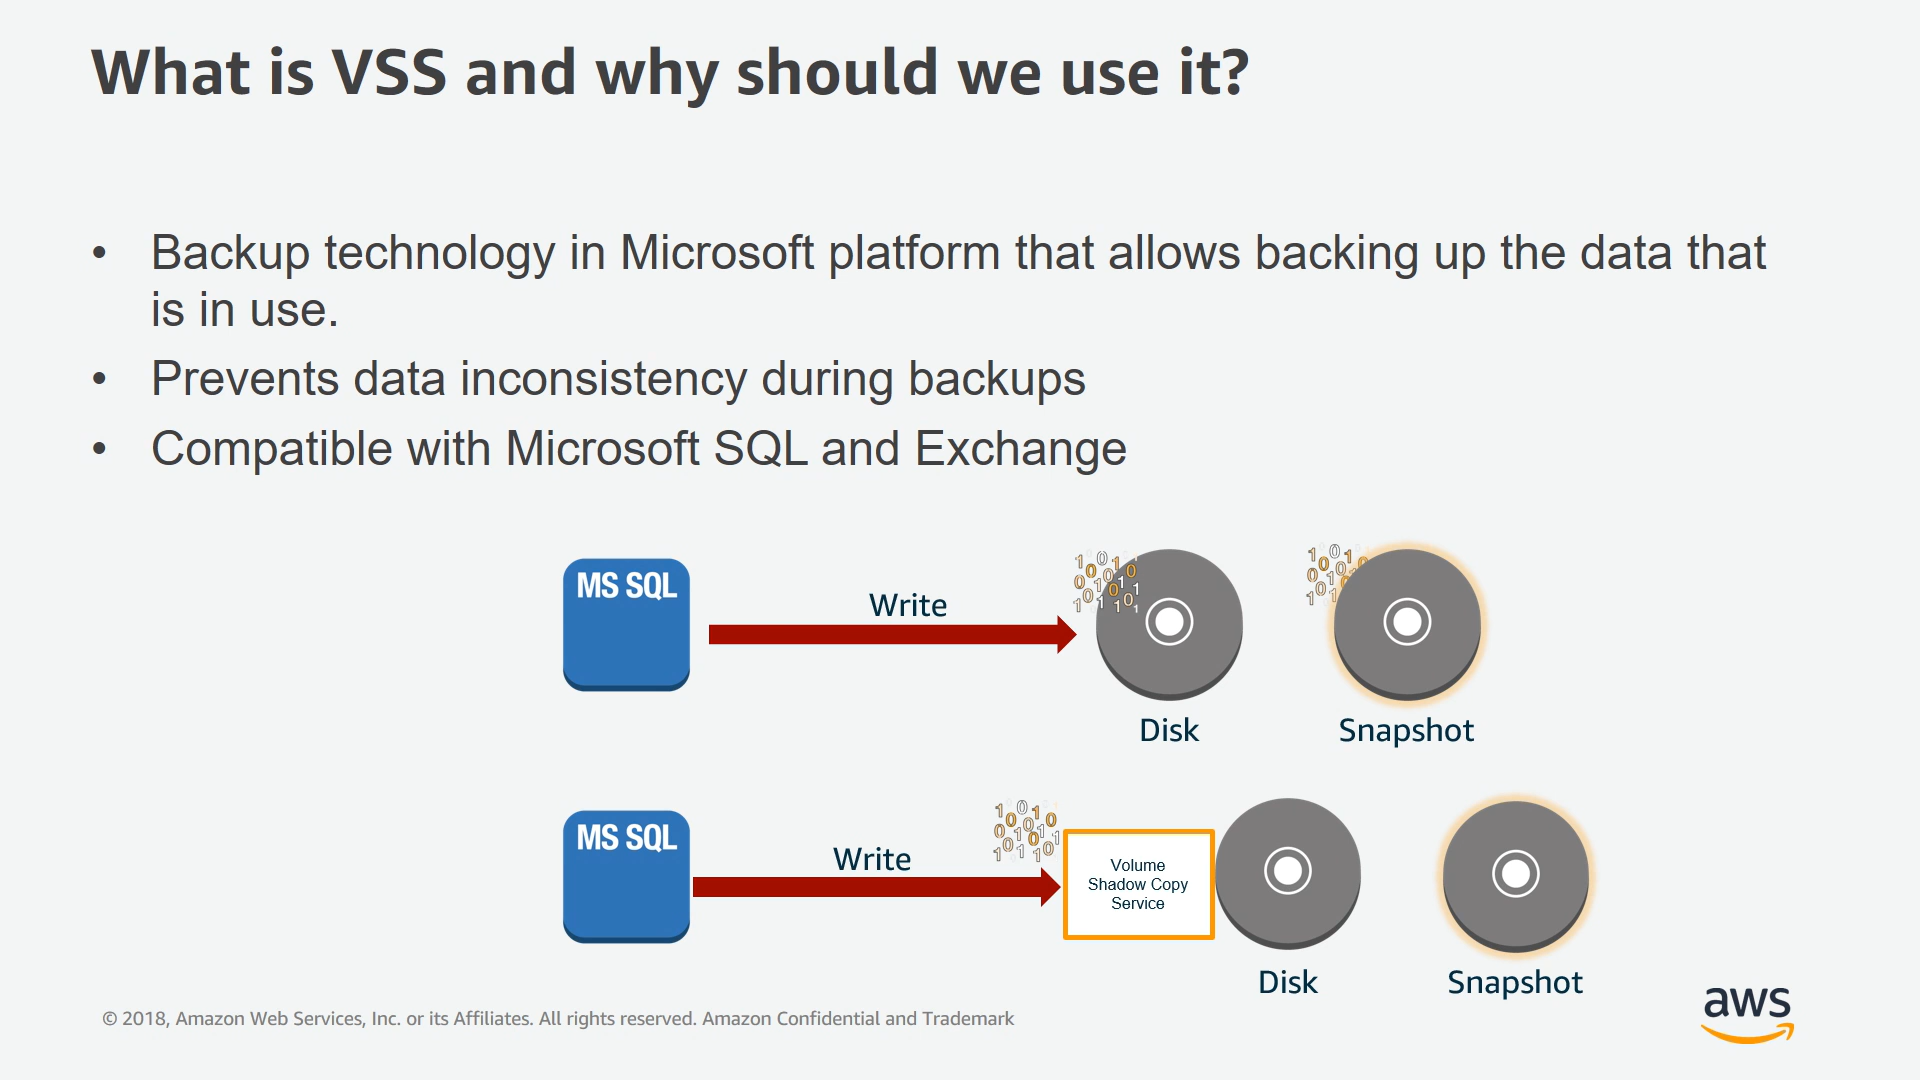 What is VSS and why should we use it?
• Backup technology in Microsoft platform that allows backing up the data that
is in use.
• Prevents data inconsistency during backups
• Compatible with Microsoft SQL and Exchange
MS SQL
Write
Disk
Snapshot
MS SQL
Write
Volume
Shadow Copy
Service
Disk
Snapshot
© 2018, Amazon Web Services, Inc. or its Affiliates. All rights reserved. Amazon Confidential and Trademark
aws